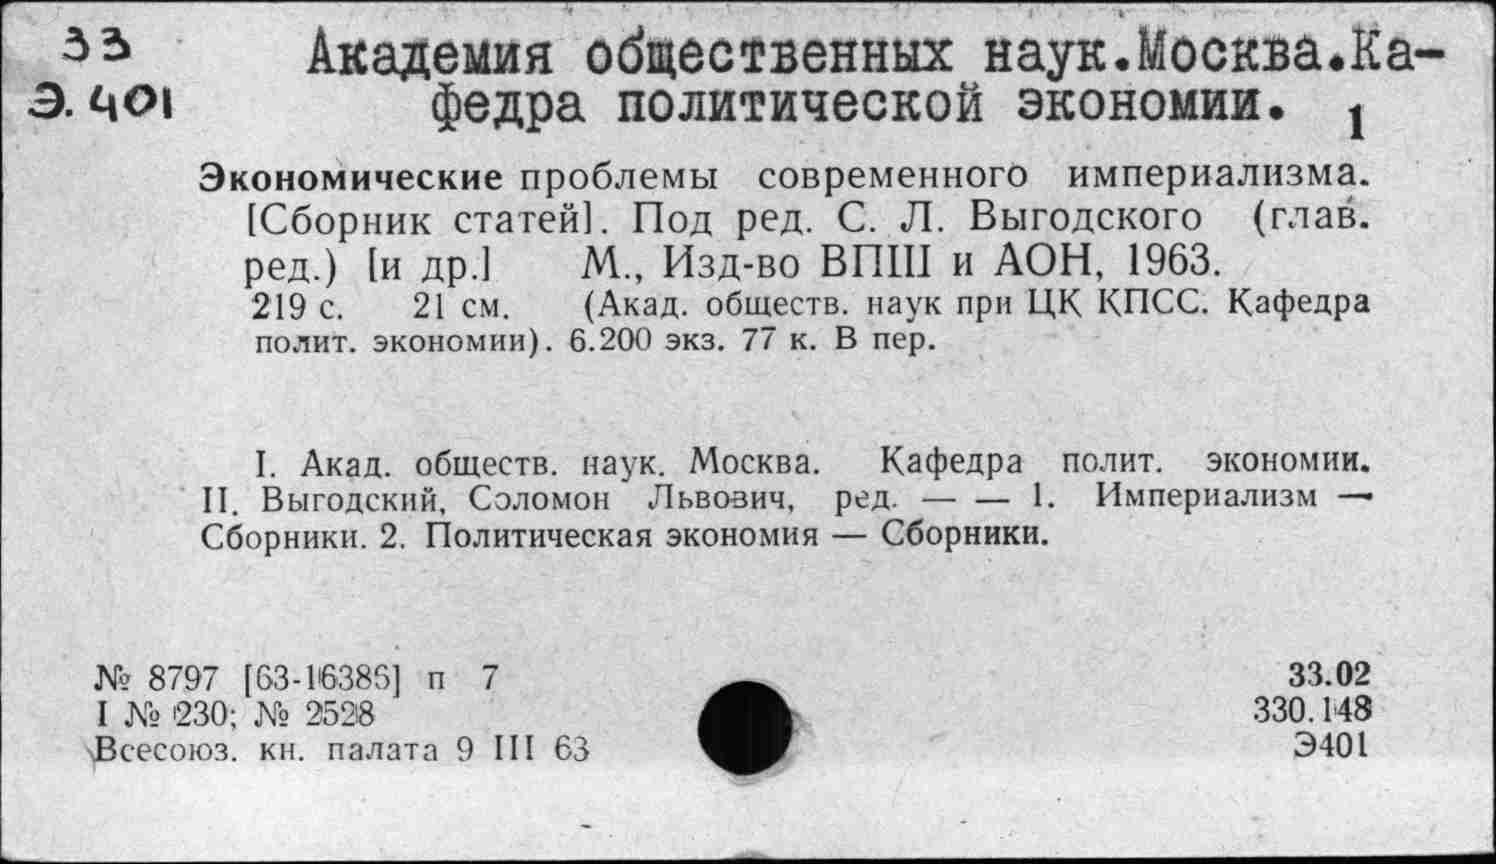 33 Академия общественных наук.Москва.Ка-
Э.401 федра политической экономии. 1
Экономические проблемы современного империализма.
[Сборник статей]. Под ред. С. Л. Выгодского (глав.
ред.) [и др.] М., Изд-во ВПШ и АОН, 1963.
219 с. 21 см. (Акад. обществ. наук при ЦК КПСС. Кафедра
полит. экономии). 6.200 экз. 77 к. В пер.
I. Акад. обществ. наук. Москва. Кафедра полит. экономии.
II. Выгодский, Соломон Львович, ред. — — 1. Империализм —
Сборники. 2. Политическая экономия — Сборники.
№ 8797 [63-16386] п 7 33.02
I № 230; № 2528 330.148
Всесоюз. кн. палата 9 III 63 Э401